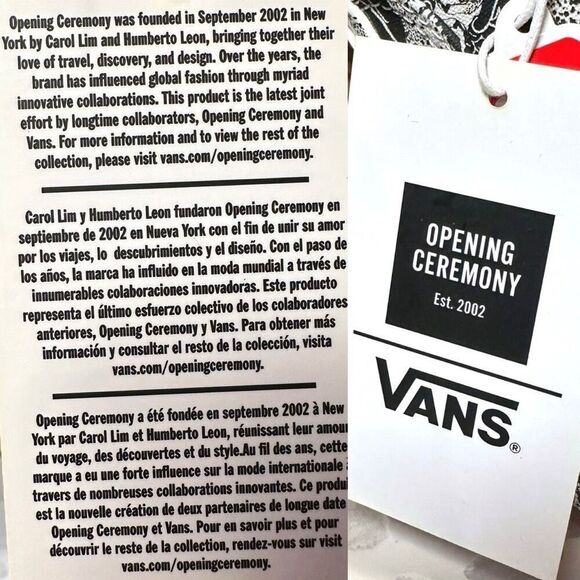 Opening Ceremony was founded in September 2002 in New
York by Carol Lim and Humberto Leon, bringing together their
love of travel, discovery, and design. Over the years, the
brand has influenced global fashion through myriad
innovative collaborations. This product is the latest joint
effort by longtime collaborators, Opening Ceremony and
Vans. For more information and to view the rest of the
collection, please visit vans.com/openingceremony.
Carol Lim y Humberto Leon fundaron Opening Ceremony en
septiembre de 2002 en Nueva York con el fin de unir su amor
por los viajes, lo descubrimientos y el diseño. Con el paso de
los años, la marca ha influido en la moda mundial a través de
innumerables colaboraciones innovadoras. Este producto
representa el último esfuerzo colectivo de los colaboradores
anteriores, Opening Ceremony y Vans. Para obtener más
información y consultar el resto de la colección, visita
vans.com/openingceremony.
Opening Ceremony a été fondée en septembre 2002 à New
York par Carol Lim et Humberto Leon, réunissant leur amour
du voyage, des découvertes et du style.Au fil des ans, cette
marque a eu une forte influence sur la mode internationale à
travers de nombreuses collaborations innovantes. Ce produi
est la nouvelle création de deux partenaires de longue date
Opening Ceremony et Vans. Pour en savoir plus et pour
découvrir le reste de la collection, rendez-vous sur visit
vans.com/openingceremony.
OPENING
CEREMONY
Est. 2002
VANS®